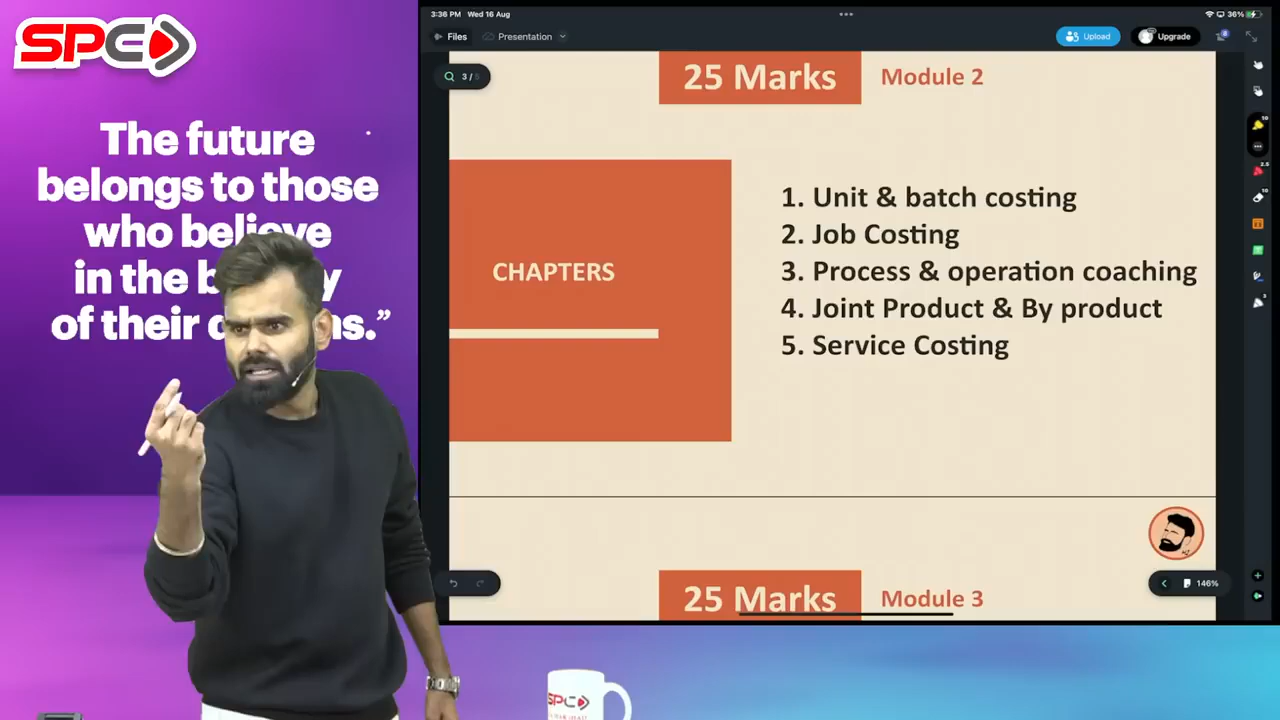 SPC
The future
belongs to those
who believe
in the b y
of their d ms.”
3:36 PM Wed 16 Aug
36%
Files
Presentation
Upload
Upgrade
3 / 5
25 Marks
Module 2
CHAPTERS
1. Unit & batch costing
2. Job Costing
3. Process & operation coaching
4. Joint Product & By product
5. Service Costing
25 Marks
Module 3
146%
SPC